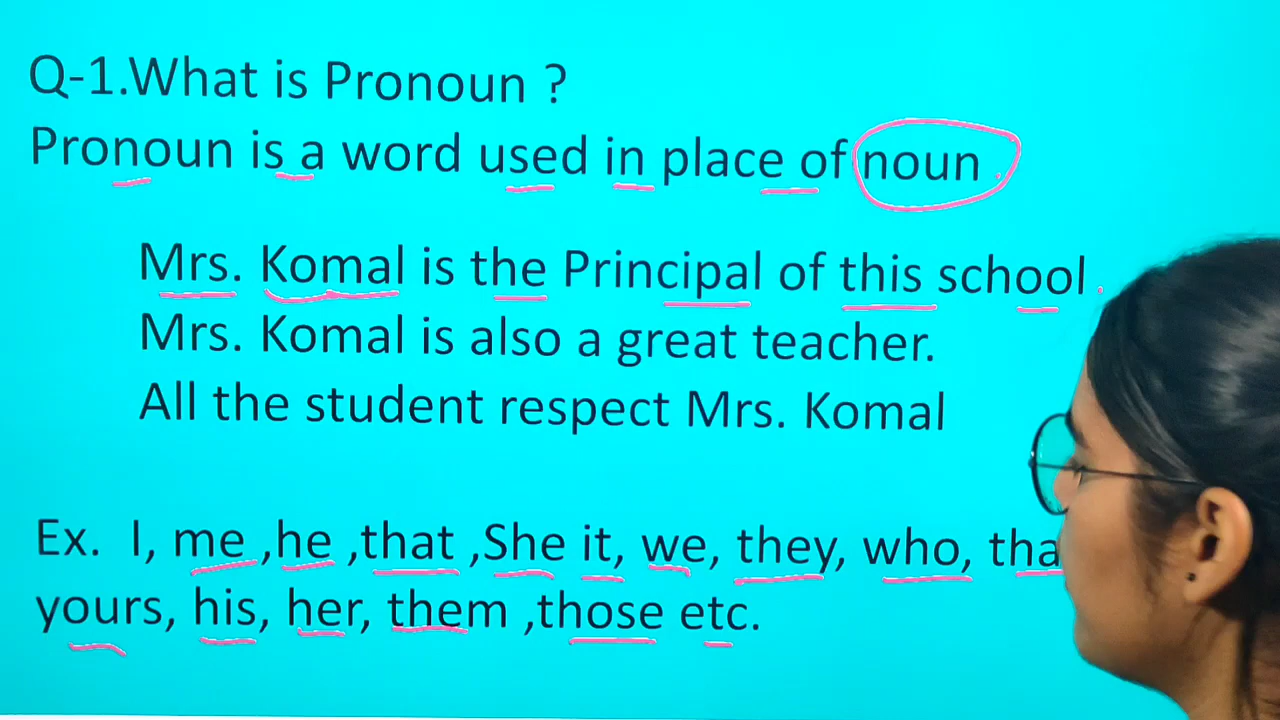 Q-1.What is Pronoun ?
Pronoun is a word used in place of noun .
Mrs. Komal is the Principal of this school .
Mrs. Komal is also a great teacher.
All the student respect Mrs. Komal
Ex. I, me ,he ,that ,She it, we, they, who,
yours, his, her, them ,those etc.